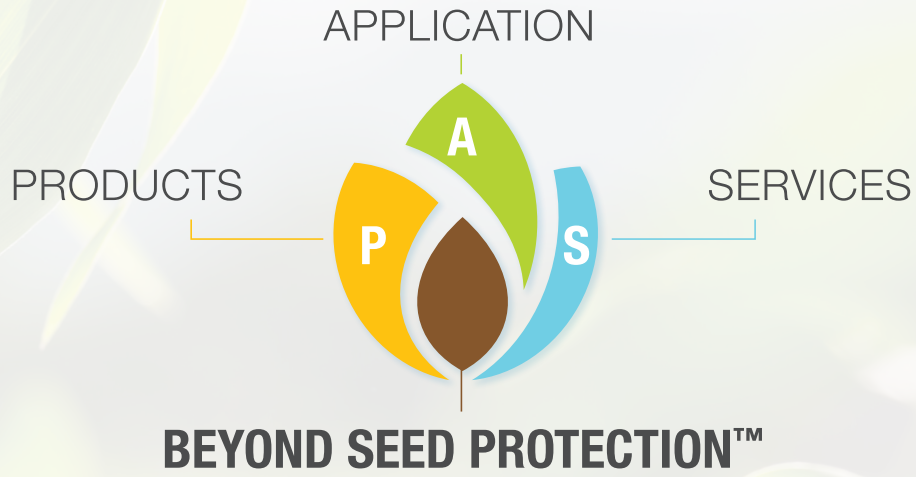 APPLICATION
A
PRODUCTS
SERVICES
P
S
BEYOND SEED PROTECTION™